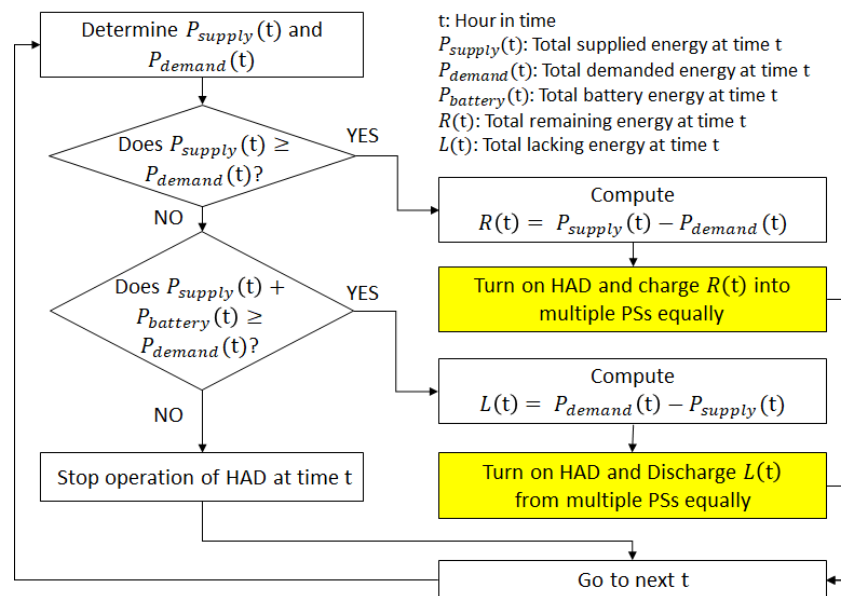 Determine P_supply(t) and
P_demand(t)
t: Hour in time
P_supply(t): Total supplied energy at time t
P_demand(t): Total demanded energy at time t
P_battery(t): Total battery energy at time t
R(t): Total remaining energy at time t
L(t): Total lacking energy at time t
Does P_supply(t) ≥
P_demand(t)?
YES
NO
Compute
R(t) = P_supply(t) − P_demand(t)
Turn on HAD and charge R(t) into
multiple PSs equally
Does P_supply(t) +
P_battery(t) ≥
P_demand(t)?
YES
NO
Compute
L(t) = P_demand(t) − P_supply(t)
Turn on HAD and Discharge L(t)
from multiple PSs equally
Stop operation of HAD at time t
Go to next t